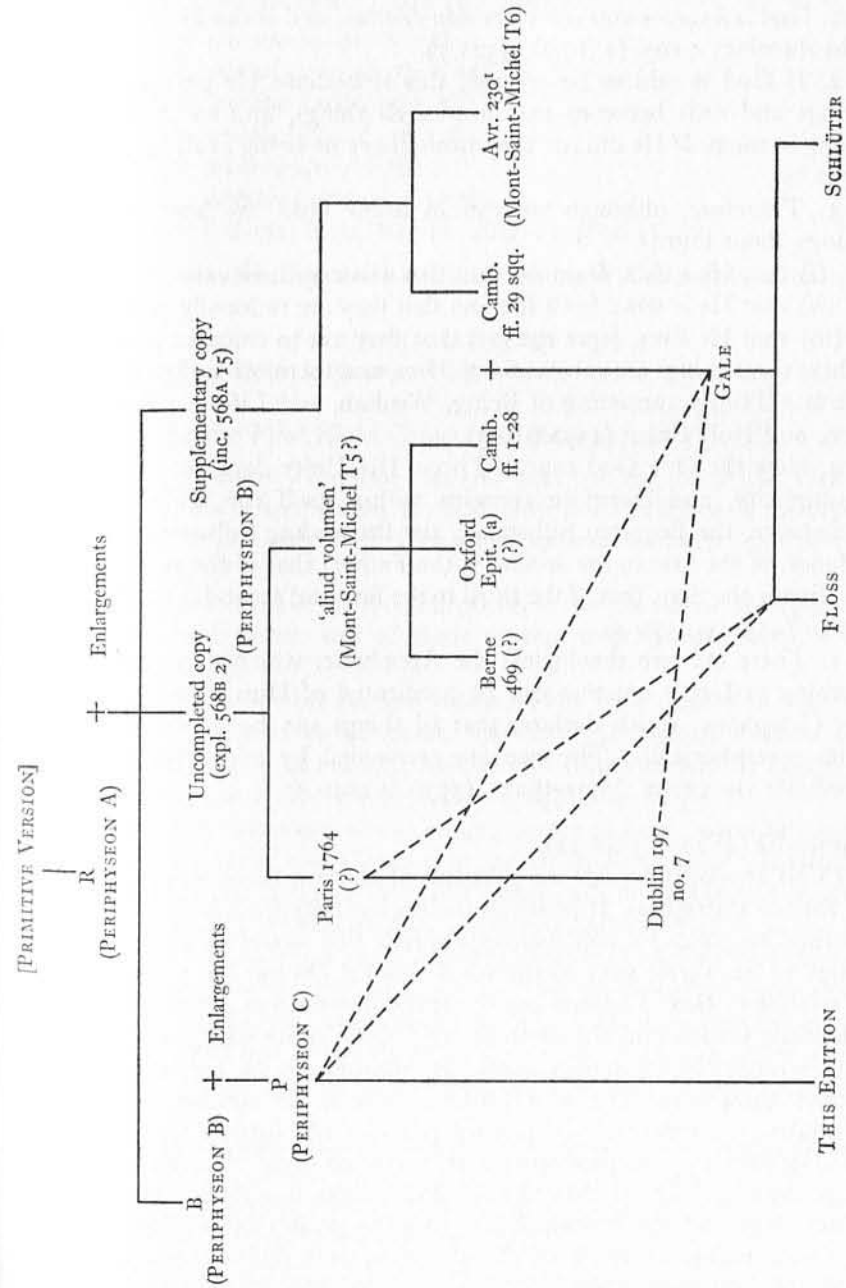 [PRIMITIVE VERSION]
R
(PERIPHYSEON A)
Enlargements
B
(PERIPHYSEON B)
Enlargements
P
(PERIPHYSEON C)
Uncompleted copy
(expl. 568B 2)
(PERIPHYSEON B)
Supplementary copy
(inc. 568A 15)
Paris 1764
(?)
'aliud volumen
(Mont-Saint-Michel T5?)
Berne
469 (?)
Oxford
Exit. (a)
(?)
Camb.
ff. 1-28
+
Camb.
ff. 29 sqq.
Avr. 230¹
(Mont-Saint-Michel T6)
Dublin 197
no. 7.
GALE
THIS EDITION
FLOSS
SCHLÜTER